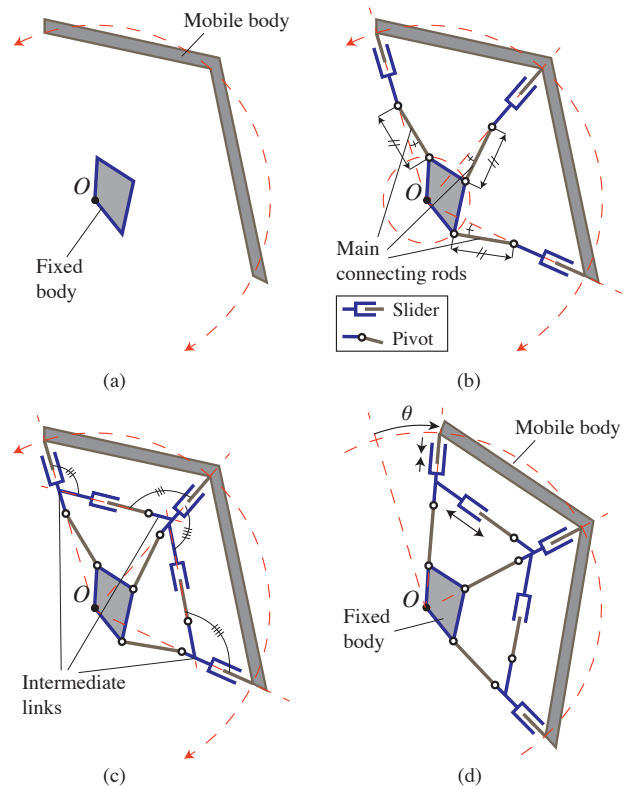 Mobile body
O
Fixed
body
(a)
O
Main
connecting rods
Slider
Pivot
(b)
O
Intermediate
links
(c)
θ
Mobile body
O
Fixed
body
(d)